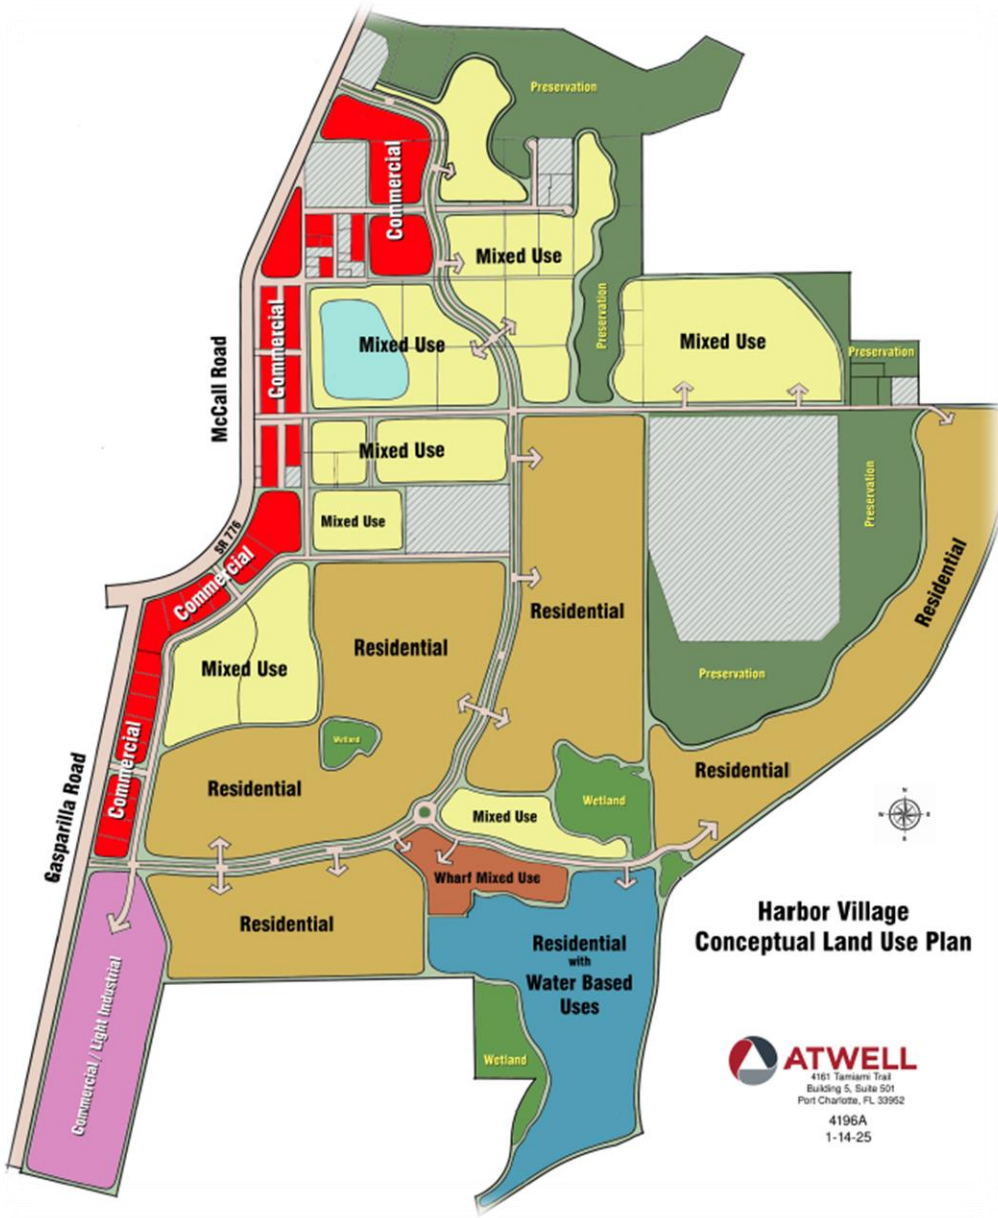 Preservation
Commercial
Mixed Use
Preservation
Commercial
Mixed Use
Mixed Use
Preservation
McCall Road
Mixed Use
Preservation
Mixed Use
SR 776
Commercial
Residential
Residential
Residential
Mixed Use
Preservation
Wetland
Commercial
Residential
Residential
Wetland
Mixed Use
Gasparilla Road
N
W
E
S
Wharf Mixed Use
Residential
Harbor Village
Conceptual Land Use Plan
Residential
with
Water Based
Uses
Commercial / Light Industrial
Wetland
ATWELL
4161 Tamiami Trail
Building 5, Suite 501
Port Charlotte, FL 33952
4196A
1-14-25